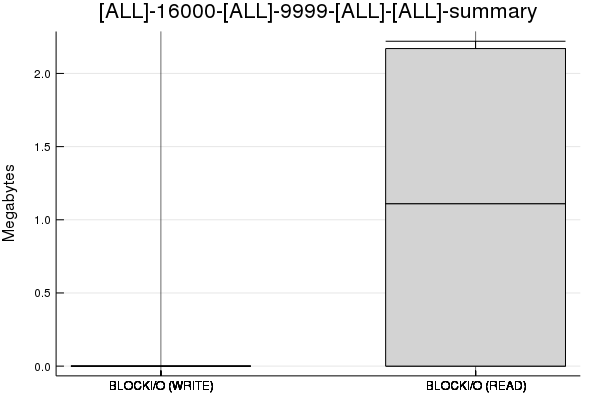 [ALL]-16000-[ALL]-9999-[ALL]-[ALL]-summary
Megabytes
2.0
1.5
1.0
0.5
0.0
BLOCKI/O (WRITE)
BLOCKI/O (READ)